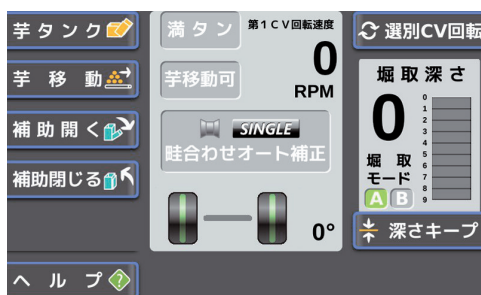 芋タンク
芋移動
補助開く
補助閉じる
ヘルプ
満タン
第1CV回転速度
0
RPM
芋移動可
SINGLE
畦合わせオート補正
0°
選別CV回転
堀取深さ
0
0
1
2
3
4
5
6
7
8
9
堀取
モード
A B
深さキープ